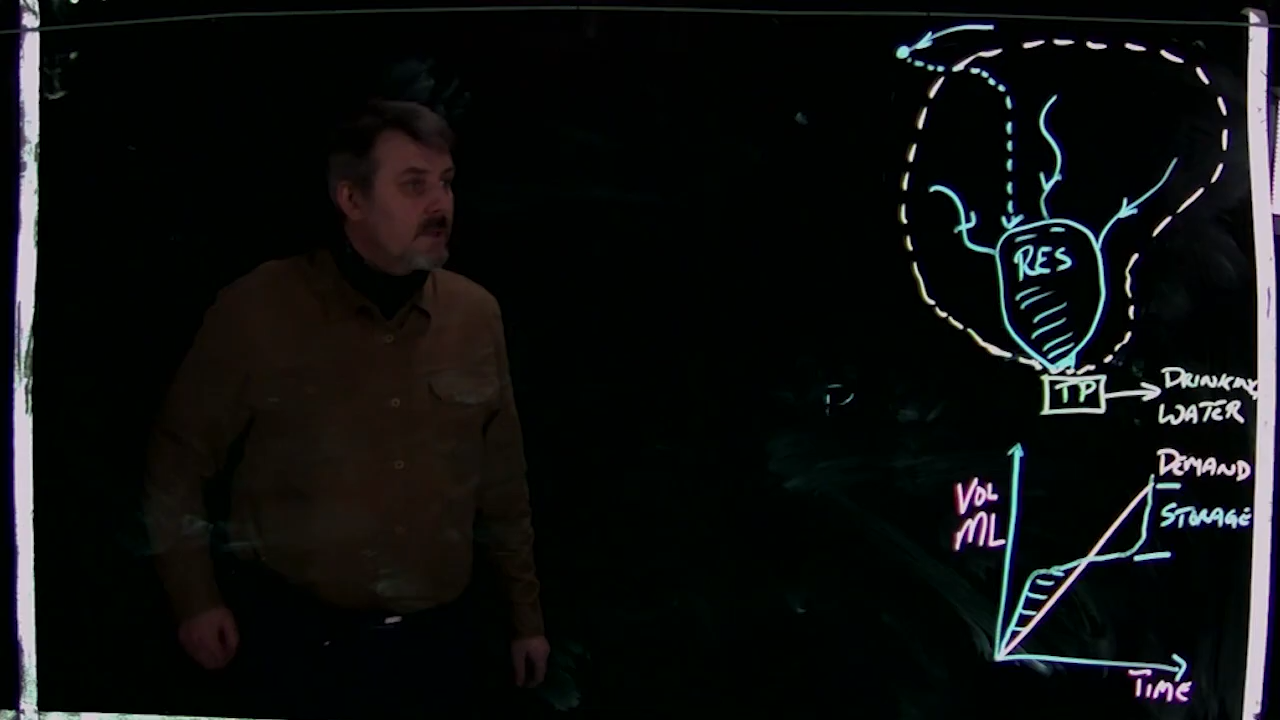 RES
TP
DRINKING
WATER
DEMAND
VOL
ML
STORAGE
TIME